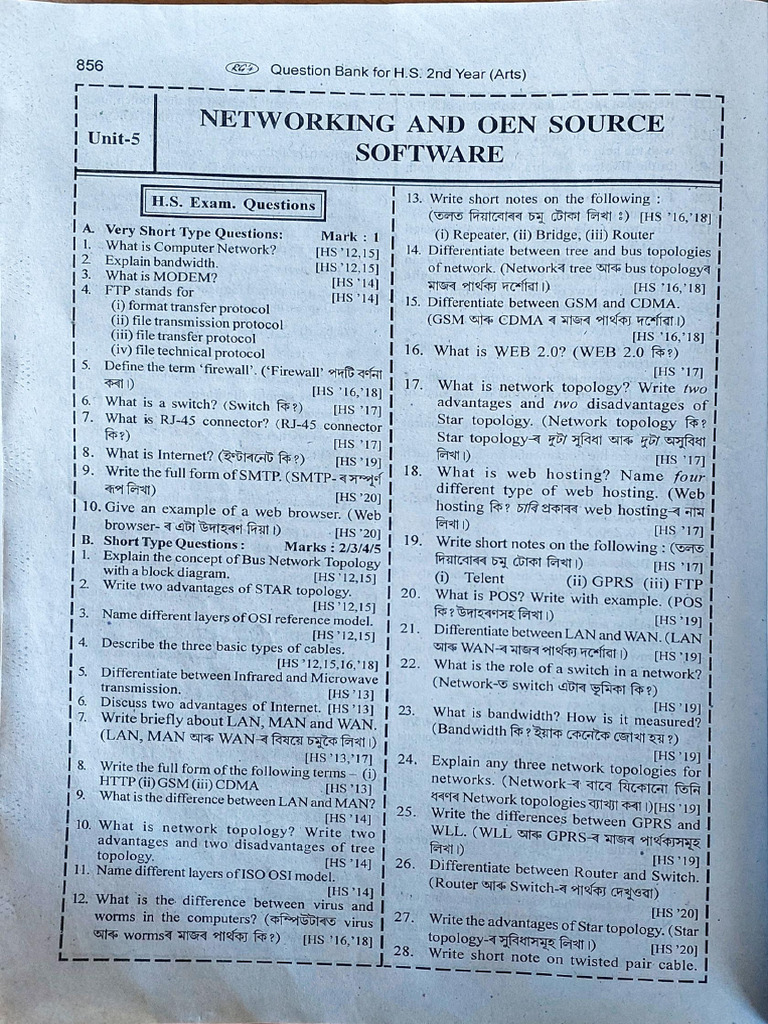 856
RG's Question Bank for H.S. 2nd Year (Arts)
Unit-5
NETWORKING AND OEN SOURCE
SOFTWARE
H.S. Exam. Questions
A. Very Short Type Questions: Mark : 1
1. What is Computer Network? [HS '12,15]
2. Explain bandwidth. [HS '12,15]
3. What is MODEM? [HS '14]
4. FTP stands for [HS '14]
(i) format transfer protocol
(ii) file transmission protocol
(iii) file transfer protocol
(iv) file technical protocol
5. Define the term 'firewall'. ('Firewall' পদটি বৰ্ণনা
কৰা।) [HS '16,'18]
6. What is a switch? (Switch কি?) [HS '17]
7. What is RJ-45 connector? (RJ-45 connector
কি?) [HS '17]
8. What is Internet? (ইণ্টাৰনেট কি?) [HS '19]
9. Write the full form of SMTP. (SMTP- ৰ সম্পূৰ্ণ
ৰূপ লিখা) [HS '20]
10. Give an example of a web browser. (Web
browser- ৰ এটা উদাহৰণ দিয়া।) [HS '20]
B. Short Type Questions : Marks : 2/3/4/5
1. Explain the concept of Bus Network Topology
with a block diagram. [HS '12,15]
2. Write two advantages of STAR topology.
[HS '12,15]
3. Name different layers of OSI reference model.
[HS '12,15]
4. Describe the three basic types of cables.
[HS '12,15,16,'18]
5. Differentiate between Infrared and Microwave
transmission. [HS '13]
6. Discuss two advantages of Internet. [HS '13]
7. Write briefly about LAN, MAN and WAN.
(LAN, MAN আৰু WAN-ৰ বিষয়ে চমুকৈ লিখা।)
[HS '13,'17]
8. Write the full form of the following terms – (i)
HTTP (ii) GSM (iii) CDMA [HS '13]
9. What is the difference between LAN and MAN?
[HS '14]
10. What is network topology? Write two
advantages and two disadvantages of tree
topology. [HS '14]
11. Name different layers of ISO OSI model.
[HS '14]
12. What is the difference between virus and
worms in the computers? (কম্পিউটাৰত virus
আৰু wormsৰ মাজৰ পাৰ্থক্য কি?) [HS '16,'18]
13. Write short notes on the following :
(তলত দিয়াবোৰৰ চমু টোকা লিখা ঃ) [HS '16,'18]
(i) Repeater, (ii) Bridge, (iii) Router
14. Differentiate between tree and bus topologies
of network. (Networkৰ tree আৰু bus topologyৰ
মাজৰ পাৰ্থক্য দৰ্শোৱা।) [HS '16,'18]
15. Differentiate between GSM and CDMA.
(GSM আৰু CDMA ৰ মাজৰ পাৰ্থক্য দৰ্শোৱা।)
[HS '16,'18]
16. What is WEB 2.0? (WEB 2.0 কি?)
[HS '17]
17. What is network topology? Write two
advantages and two disadvantages of
Star topology. (Network topology কি?
Star topology-ৰ দুটা সুবিধা আৰু দুটা অসুবিধা
লিখা।) [HS '17]
18. What is web hosting? Name four
different type of web hosting. (Web
hosting কি? চাৰি প্ৰকাৰৰ web hosting-ৰ নাম
লিখা।) [HS '17]
19. Write short notes on the following : (তলত
দিয়াবোৰৰ চমু টোকা লিখা।) [HS '17]
(i) Telent (ii) GPRS (iii) FTP
20. What is POS? Write with example. (POS
কি? উদাহৰণসহ লিখা।) [HS '19]
21. Differentiate between LAN and WAN. (LAN
আৰু WAN-ৰ মাজৰ পাৰ্থক্য দৰ্শোৱা।) [HS '19]
22. What is the role of a switch in a network?
(Network-ত switch এটাৰ ভূমিকা কি?)
[HS '19]
23. What is bandwidth? How is it measured?
(Bandwidth কি? ইয়াক কেনেকৈ জোখা হয়?)
[HS '19]
24. Explain any three network topologies for
networks. (Network-ৰ বাবে যিকোনো তিনি
ধৰণৰ Network topologies ব্যাখ্যা কৰা।)[HS '19]
25. Write the differences between GPRS and
WLL. (WLL আৰু GPRS-ৰ মাজৰ পাৰ্থক্যসমূহ
লিখা।) [HS '19]
26. Differentiate between Router and Switch.
(Router আৰু Switch-ৰ পাৰ্থক্য দেখুওৱা)
[HS '20]
27. Write the advantages of Star topology. (Star
topology-ৰ সুবিধাসমূহ লিখা।) [HS '20]
28. Write short note on twisted pair cable.